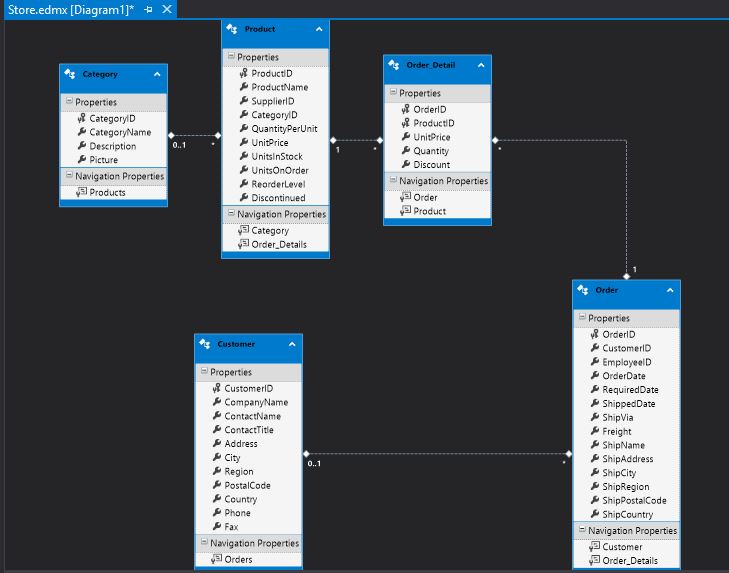 Store.edmx [Diagram1]*
Category
Properties
CategoryID
CategoryName
Description
Picture
Navigation Properties
Products
0..1
*
Product
Properties
ProductID
ProductName
SupplierID
CategoryID
QuantityPerUnit
UnitPrice
UnitsInStock
UnitsOnOrder
ReorderLevel
Discontinued
Navigation Properties
Category
Order_Details
1
*
Order_Detail
Properties
OrderID
ProductID
UnitPrice
Quantity
Discount
Navigation Properties
Order
Product
*
1
Customer
Properties
CustomerID
CompanyName
ContactName
ContactTitle
Address
City
Region
PostalCode
Country
Phone
Fax
Navigation Properties
Orders
0..1
*
Order
Properties
OrderID
CustomerID
EmployeeID
OrderDate
RequiredDate
ShippedDate
ShipVia
Freight
ShipName
ShipAddress
ShipCity
ShipRegion
ShipPostalCode
ShipCountry
Navigation Properties
Customer
Order_Details